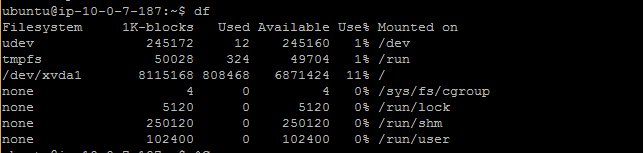 ubuntu@ip-10-0-7-187:~$ df
Filesystem     1K-blocks   Used Available Use% Mounted on
udev              245172     12    245160   1% /dev
tmpfs              50028    324     49704   1% /run
/dev/xvda1       8115168 808468   6871424  11% /
none                   4      0         4   0% /sys/fs/cgroup
none                5120      0      5120   0% /run/lock
none              250120      0    250120   0% /run/shm
none              102400      0    102400   0% /run/user